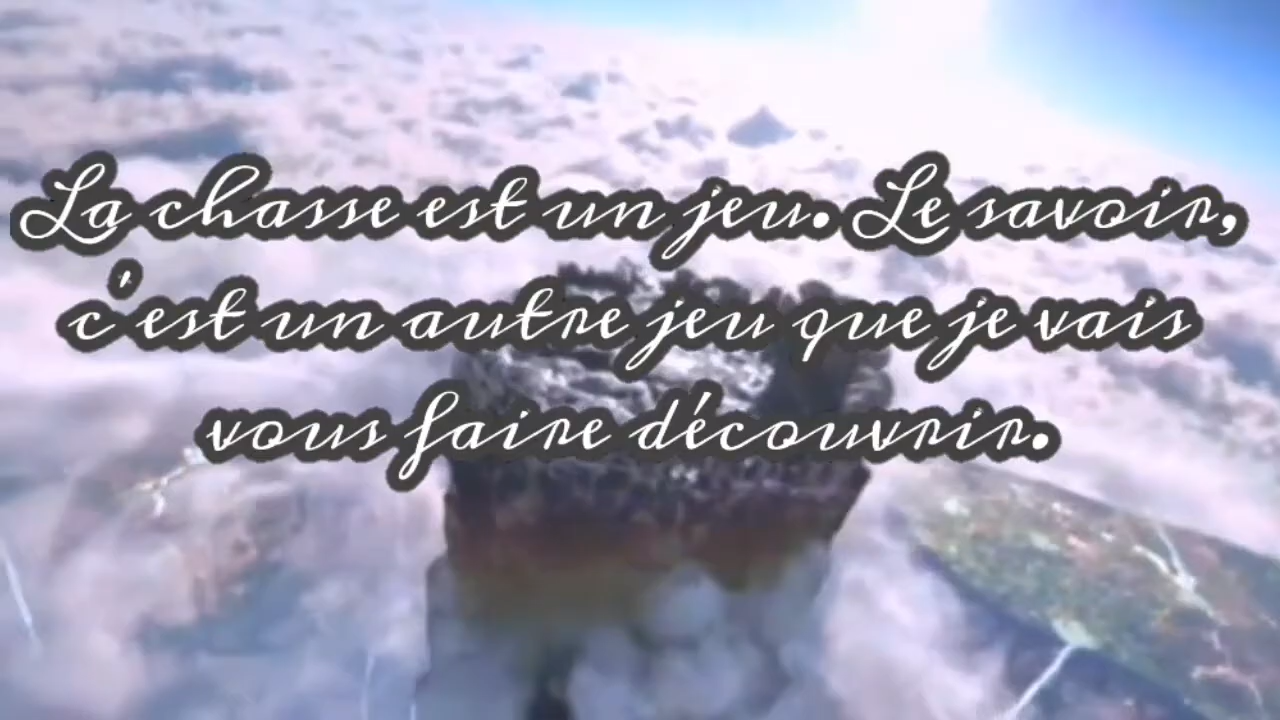 La chasse est un jeu. Le savoir,
c'est un autre jeu que je vais
vous faire découvrir.